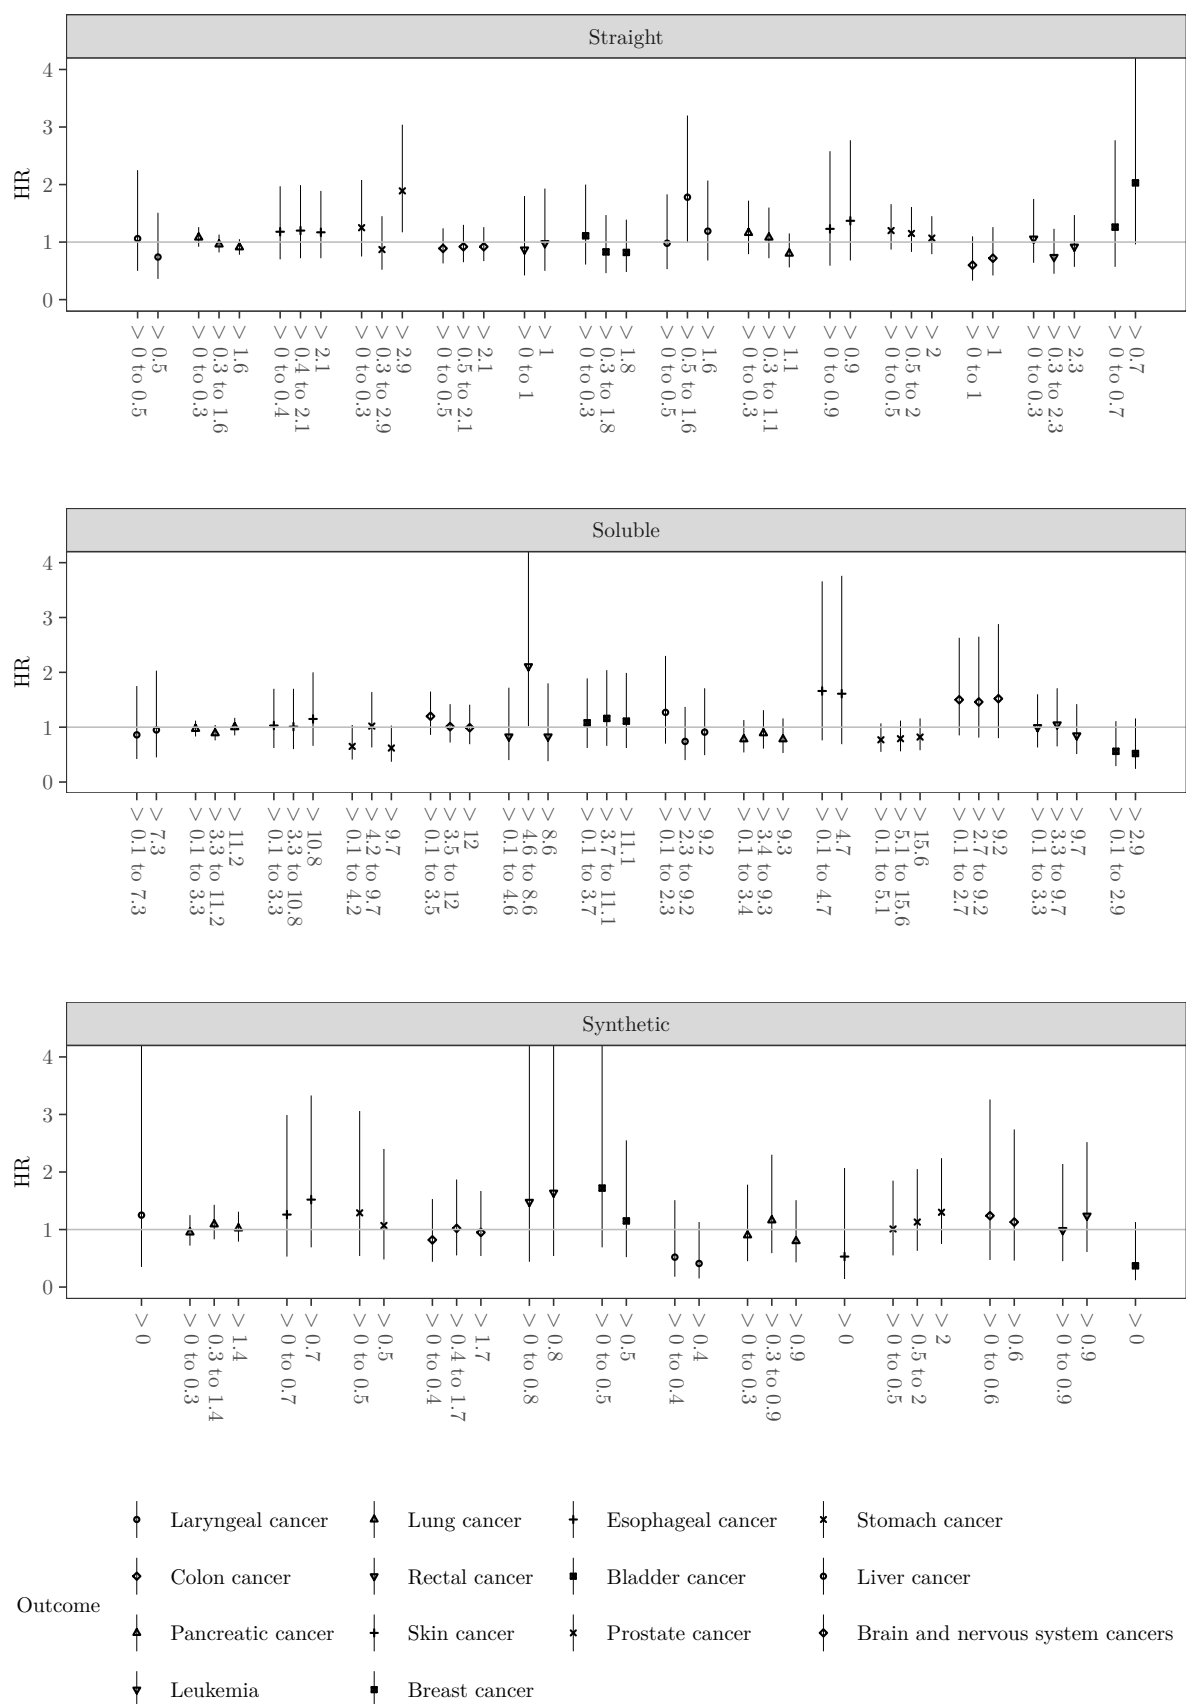 Straight
4
3
2
1
0
HR
> 0 to 0.5
> 0.5
> 0 to 0.3
> 0.3 to 1.6
> 1.6
> 0 to 0.4
> 0.4 to 2.1
> 2.1
> 0 to 0.3
> 0.3 to 2.9
> 2.9
> 0 to 0.5
> 0.5 to 2.1
> 2.1
> 0 to 1
> 1
> 0 to 0.3
> 0.3 to 1.8
> 1.8
> 0 to 0.5
> 0.5 to 1.6
> 1.6
> 0 to 0.3
> 0.3 to 1.1
> 1.1
> 0 to 0.9
> 0.9
> 0 to 0.5
> 0.5 to 2
> 2
> 0 to 1
> 1
> 0 to 0.3
> 0.3 to 2.3
> 2.3
> 0 to 0.7
> 0.7
Soluble
4
3
2
1
0
HR
> 0.1 to 7.3
> 7.3
> 0.1 to 3.3
> 3.3 to 11.2
> 11.2
> 0.1 to 3.3
> 3.3 to 10.8
> 10.8
> 0.1 to 4.2
> 4.2 to 9.7
> 9.7
> 0.1 to 3.5
> 3.5 to 12
> 12
> 0.1 to 4.6
> 4.6 to 8.6
> 8.6
> 0.1 to 3.7
> 3.7 to 11.1
> 11.1
> 0.1 to 2.3
> 2.3 to 9.2
> 9.2
> 0.1 to 3.4
> 3.4 to 9.3
> 9.3
> 0.1 to 4.7
> 4.7
> 0.1 to 5.1
> 5.1 to 15.6
> 15.6
> 0.1 to 2.7
> 2.7 to 9.2
> 9.2
> 0.1 to 3.3
> 3.3 to 9.7
> 9.7
> 0.1 to 2.9
> 2.9
Synthetic
4
3
2
1
0
HR
> 0
> 0 to 0.3
> 0.3 to 1.4
> 1.4
> 0 to 0.7
> 0.7
> 0 to 0.5
> 0.5
> 0 to 0.4
> 0.4 to 1.7
> 1.7
> 0 to 0.8
> 0.8
> 0 to 0.5
> 0.5
> 0 to 0.4
> 0.4
> 0 to 0.3
> 0.3 to 0.9
> 0.9
> 0
> 0 to 0.5
> 0.5 to 2
> 2
> 0 to 0.6
> 0.6
> 0 to 0.9
> 0.9
> 0
Outcome
Laryngeal cancer Lung cancer Esophageal cancer Stomach cancer
Colon cancer Rectal cancer Bladder cancer Liver cancer
Pancreatic cancer Skin cancer Prostate cancer Brain and nervous system cancers
Leukemia Breast cancer